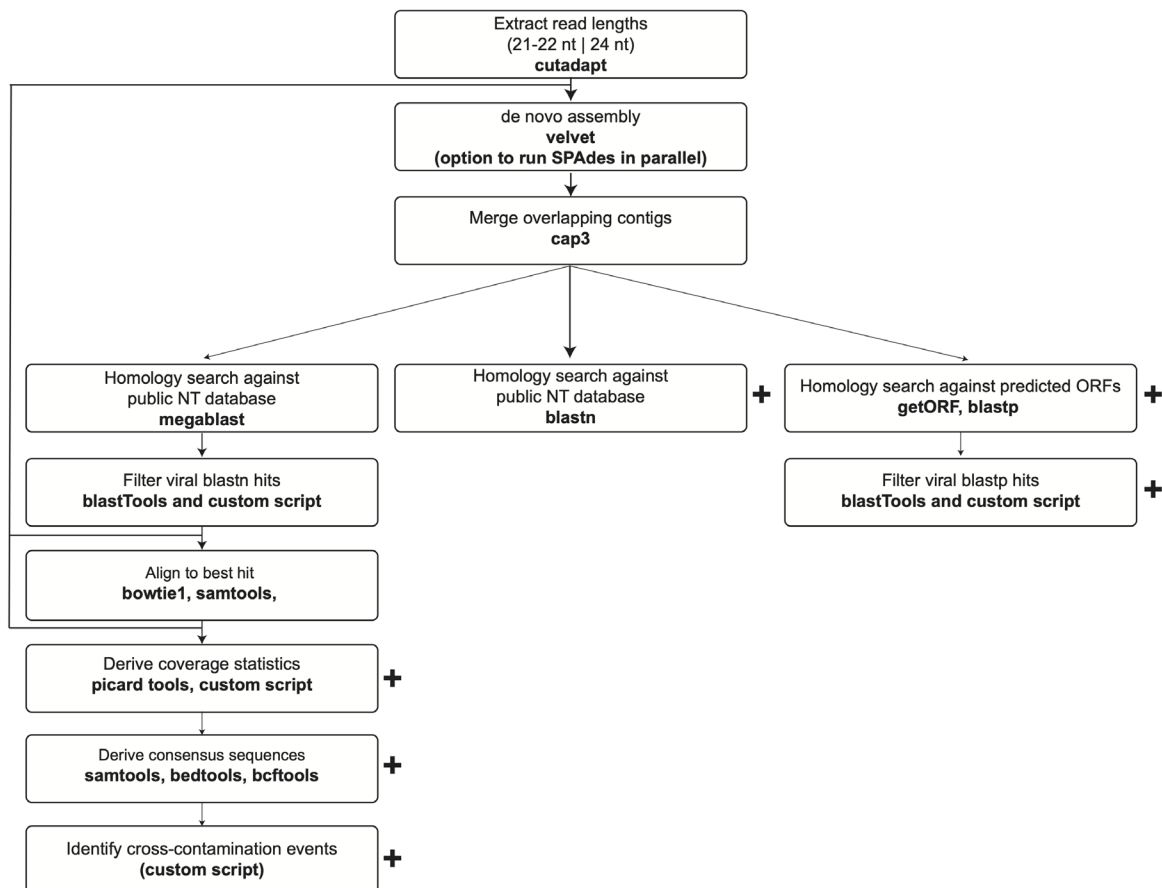 Extract read lengths
(21-22 nt | 24 nt)
cutadapt
de novo assembly
velvet
(option to run SPAdes in parallel)
Merge overlapping contigs
cap3
Homology search against
public NT database
megablast
Homology search against
public NT database
blastn
+
Homology search against predicted ORFs
getORF, blastp
+
Filter viral blastn hits
blastTools and custom script
Filter viral blastp hits
blastTools and custom script
+
Align to best hit
bowtie1, samtools,
Derive coverage statistics
picard tools, custom script
+
Derive consensus sequences
samtools, bedtools, bcftools
+
Identify cross-contamination events
(custom script)
+